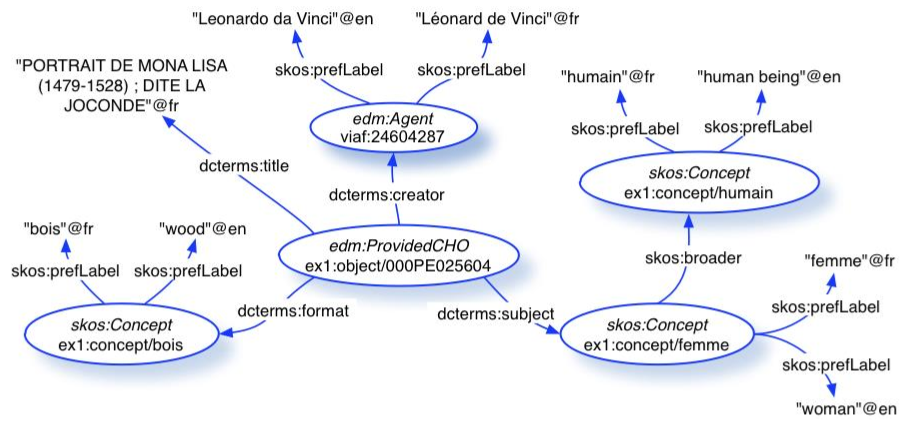 "Leonardo da Vinci"@en
"Léonard de Vinci"@fr
skos:prefLabel
skos:prefLabel
"PORTRAIT DE MONA LISA
(1479-1528) ; DITE LA
JOCONDE"@fr
edm:Agent
viaf:24604287
"humain"@fr
"human being"@en
skos:prefLabel
skos:prefLabel
skos:Concept
ex1:concept/humain
dcterms:title
dcterms:creator
"bois"@fr
"wood"@en
skos:prefLabel
skos:prefLabel
edm:ProvidedCHO
ex1:object/000PE025604
skos:broader
"femme"@fr
skos:prefLabel
dcterms:format
dcterms:subject
skos:Concept
ex1:concept/bois
skos:Concept
ex1:concept/femme
skos:prefLabel
"woman"@en